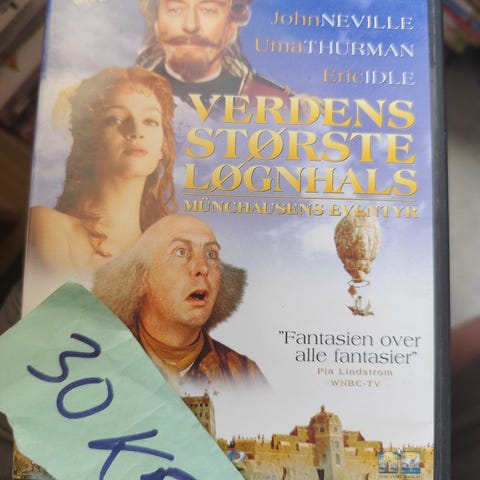 JohnNEVILLE
UmaTHURMAN
EricIDLE
VERDENS
STØRSTE
LØGNHALS
MÜNCHAUSENS EVENTYR
"Fantasien over
alle fantasier"
Pia Lindstrom
WNBC-TV
30 K